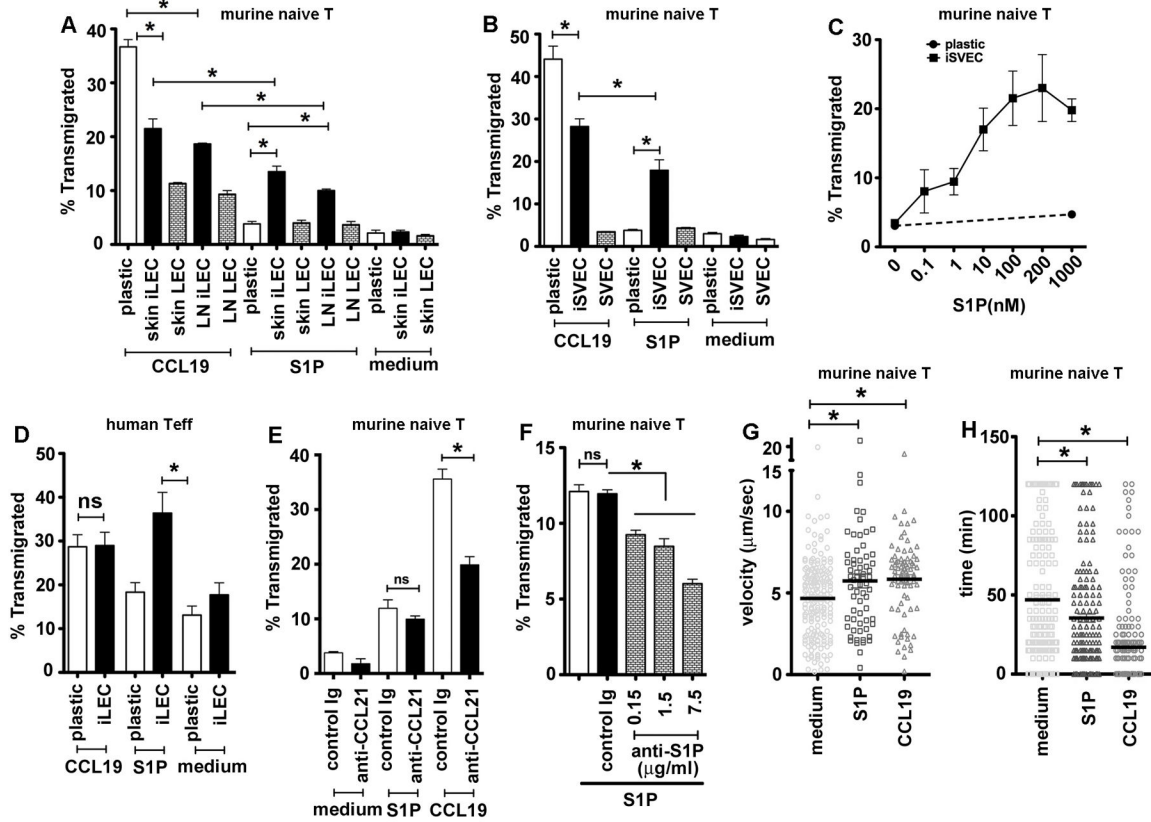 A
murine naive T
% Transmigrated
40
30
20
10
0
*
*
*
*
*
*
plastic
skin iLEC
skin LEC
LN iLEC
LN LEC
plastic
skin iLEC
skin LEC
LN iLEC
LN LEC
plastic
skin iLEC
skin LEC
CCL19
S1P
medium
B
murine naive T
% Transmigrated
50
40
30
20
10
0
*
*
*
plastic
iSVEC
SVEC
plastic
iSVEC
SVEC
plastic
iSVEC
SVEC
CCL19
S1P
medium
C
murine naive T
plastic
iSVEC
% Transmigrated
40
30
20
10
0
0
0.1
1
10
100
200
1000
S1P(nM)
D
human Teff
% Transmigrated
50
40
30
20
10
0
ns
*
plastic
iLEC
plastic
iLEC
plastic
iLEC
CCL19
S1P
medium
E
murine naive T
% Transmigrated
40
30
20
10
0
ns
*
control Ig
anti-CCL21
control Ig
anti-CCL21
control Ig
anti-CCL21
medium
S1P
CCL19
F
murine naive T
% Transmigrated
15
12
9
6
3
0
ns
*
control Ig
0.15
1.5
7.5
anti-S1P
(μg/ml)
S1P
G
murine naive T
velocity (μm/sec)
20
15
10
5
0
*
*
medium
S1P
CCL19
H
murine naive T
time (min)
150
100
50
0
*
*
medium
S1P
CCL19